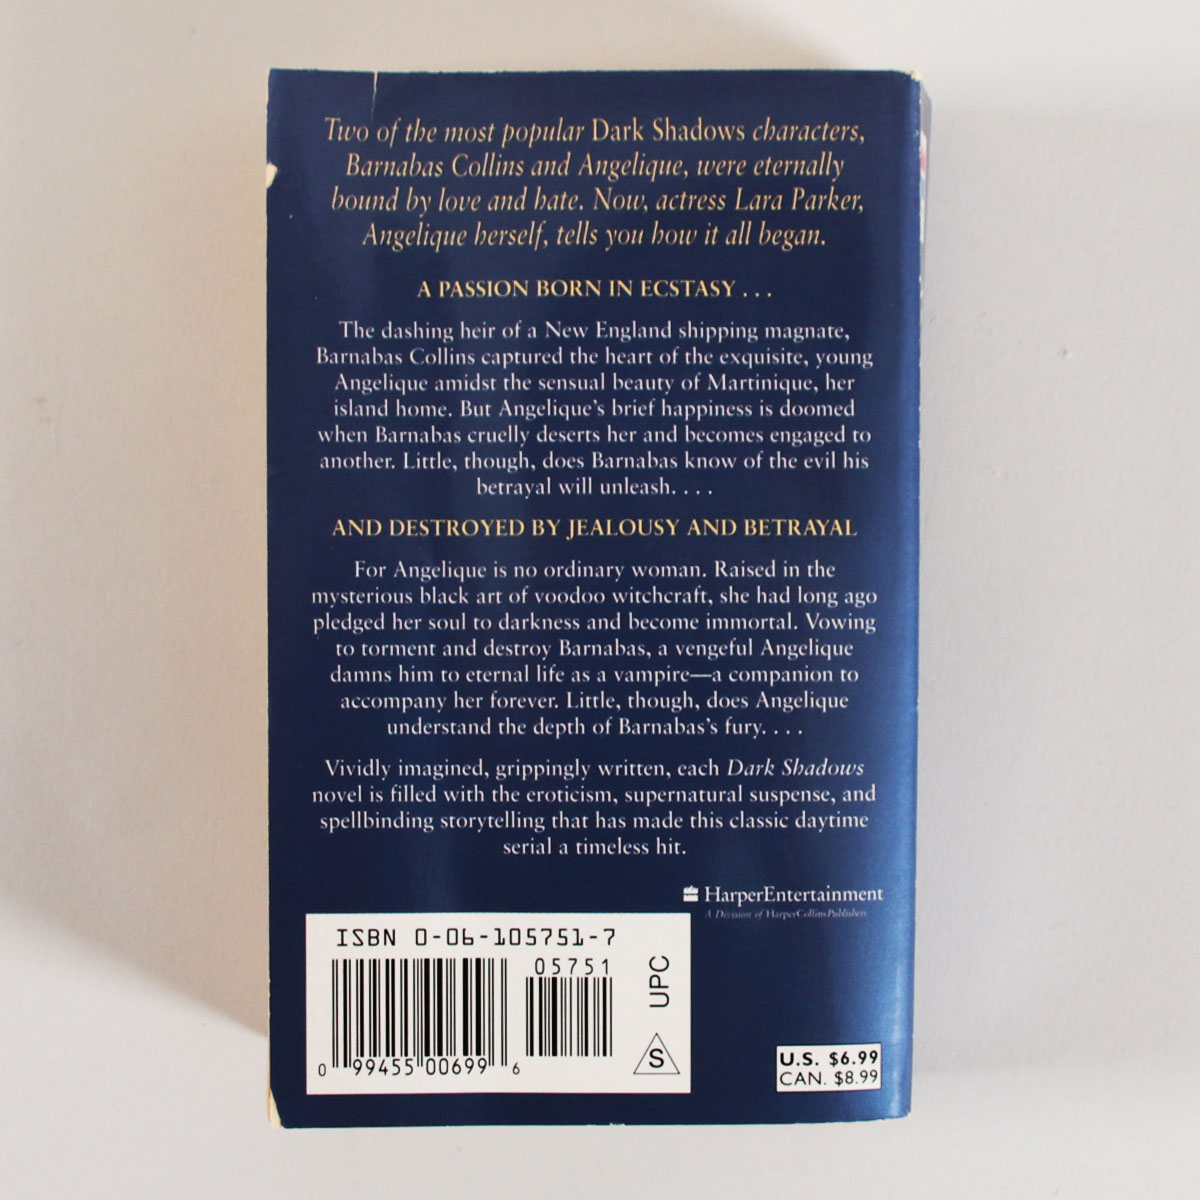 Two of the most popular Dark Shadows characters,
Barnabas Collins and Angelique, were eternally
bound by love and hate. Now, actress Lara Parker,
Angelique herself, tells you how it all began.
A PASSION BORN IN ECSTASY . . .
The dashing heir of a New England shipping magnate,
Barnabas Collins captured the heart of the exquisite, young
Angelique amidst the sensual beauty of Martinique, her
island home. But Angelique's brief happiness is doomed
when Barnabas cruelly deserts her and becomes engaged to
another. Little, though, does Barnabas know of the evil his
betrayal will unleash. . . .
AND DESTROYED BY JEALOUSY AND BETRAYAL
For Angelique is no ordinary woman. Raised in the
mysterious black art of voodoo witchcraft, she had long ago
pledged her soul to darkness and become immortal. Vowing
to torment and destroy Barnabas, a vengeful Angelique
damns him to eternal life as a vampire—a companion to
accompany her forever. Little, though, does Angelique
understand the depth of Barnabas's fury. . . .
Vividly imagined, grippingly written, each Dark Shadows
novel is filled with the eroticism, supernatural suspense, and
spellbinding storytelling that has made this classic daytime
serial a timeless hit.
HarperEntertainment
A Division of HarperCollinsPublishers
ISBN 0-06-105751-7
05751
0 99455 00699 6
UPC
S
U.S. $6.99
CAN. $8.99